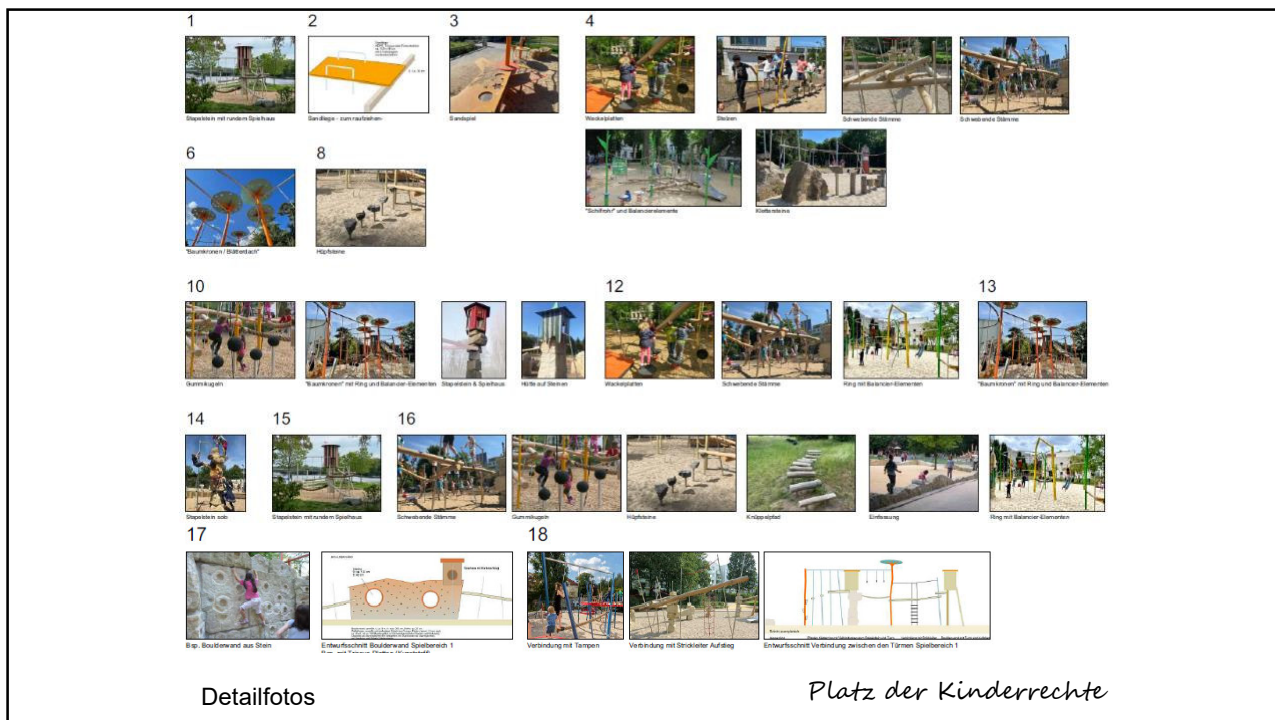 1
2
3
4
Stapelstein mit rundem Spielhaus
Sandliege - zum raufziehen-
Sandspiel
Wackelplatten
Stelzen
Schwebende Stämme
Schwebende Stämme
"Schilfrohr" und Balancierelemente
Klettersteine
6
8
"Baumkronen / Blätterdach"
Hüpfsteine
10
12
13
Gummikugeln
"Baumkronen" mit Ring und Balancier-Elementen
Stapelstein & Spielhaus
Hütte auf Steinen
Wackelplatten
Schwebende Stämme
Ring mit Balancier-Elementen
"Baumkronen" mit Ring und Balancier-Elementen
14
15
16
Stapelstein solo
Stapelstein mit rundem Spielhaus
Schwebende Stämme
Gummikugeln
Hüpfsteine
Knüppelpfad
Einfassung
Ring mit Balancier-Elementen
17
18
Bsp. Boulderwand aus Stein
Entwurfsschnitt Boulderwand Spielbereich 1
Verbindung mit Tampen
Verbindung mit Strickleiter Aufstieg
Entwurfsschnitt Verbindung zwischen den Türmen Spielbereich 1
Detailfotos
Platz der Kinderrechte